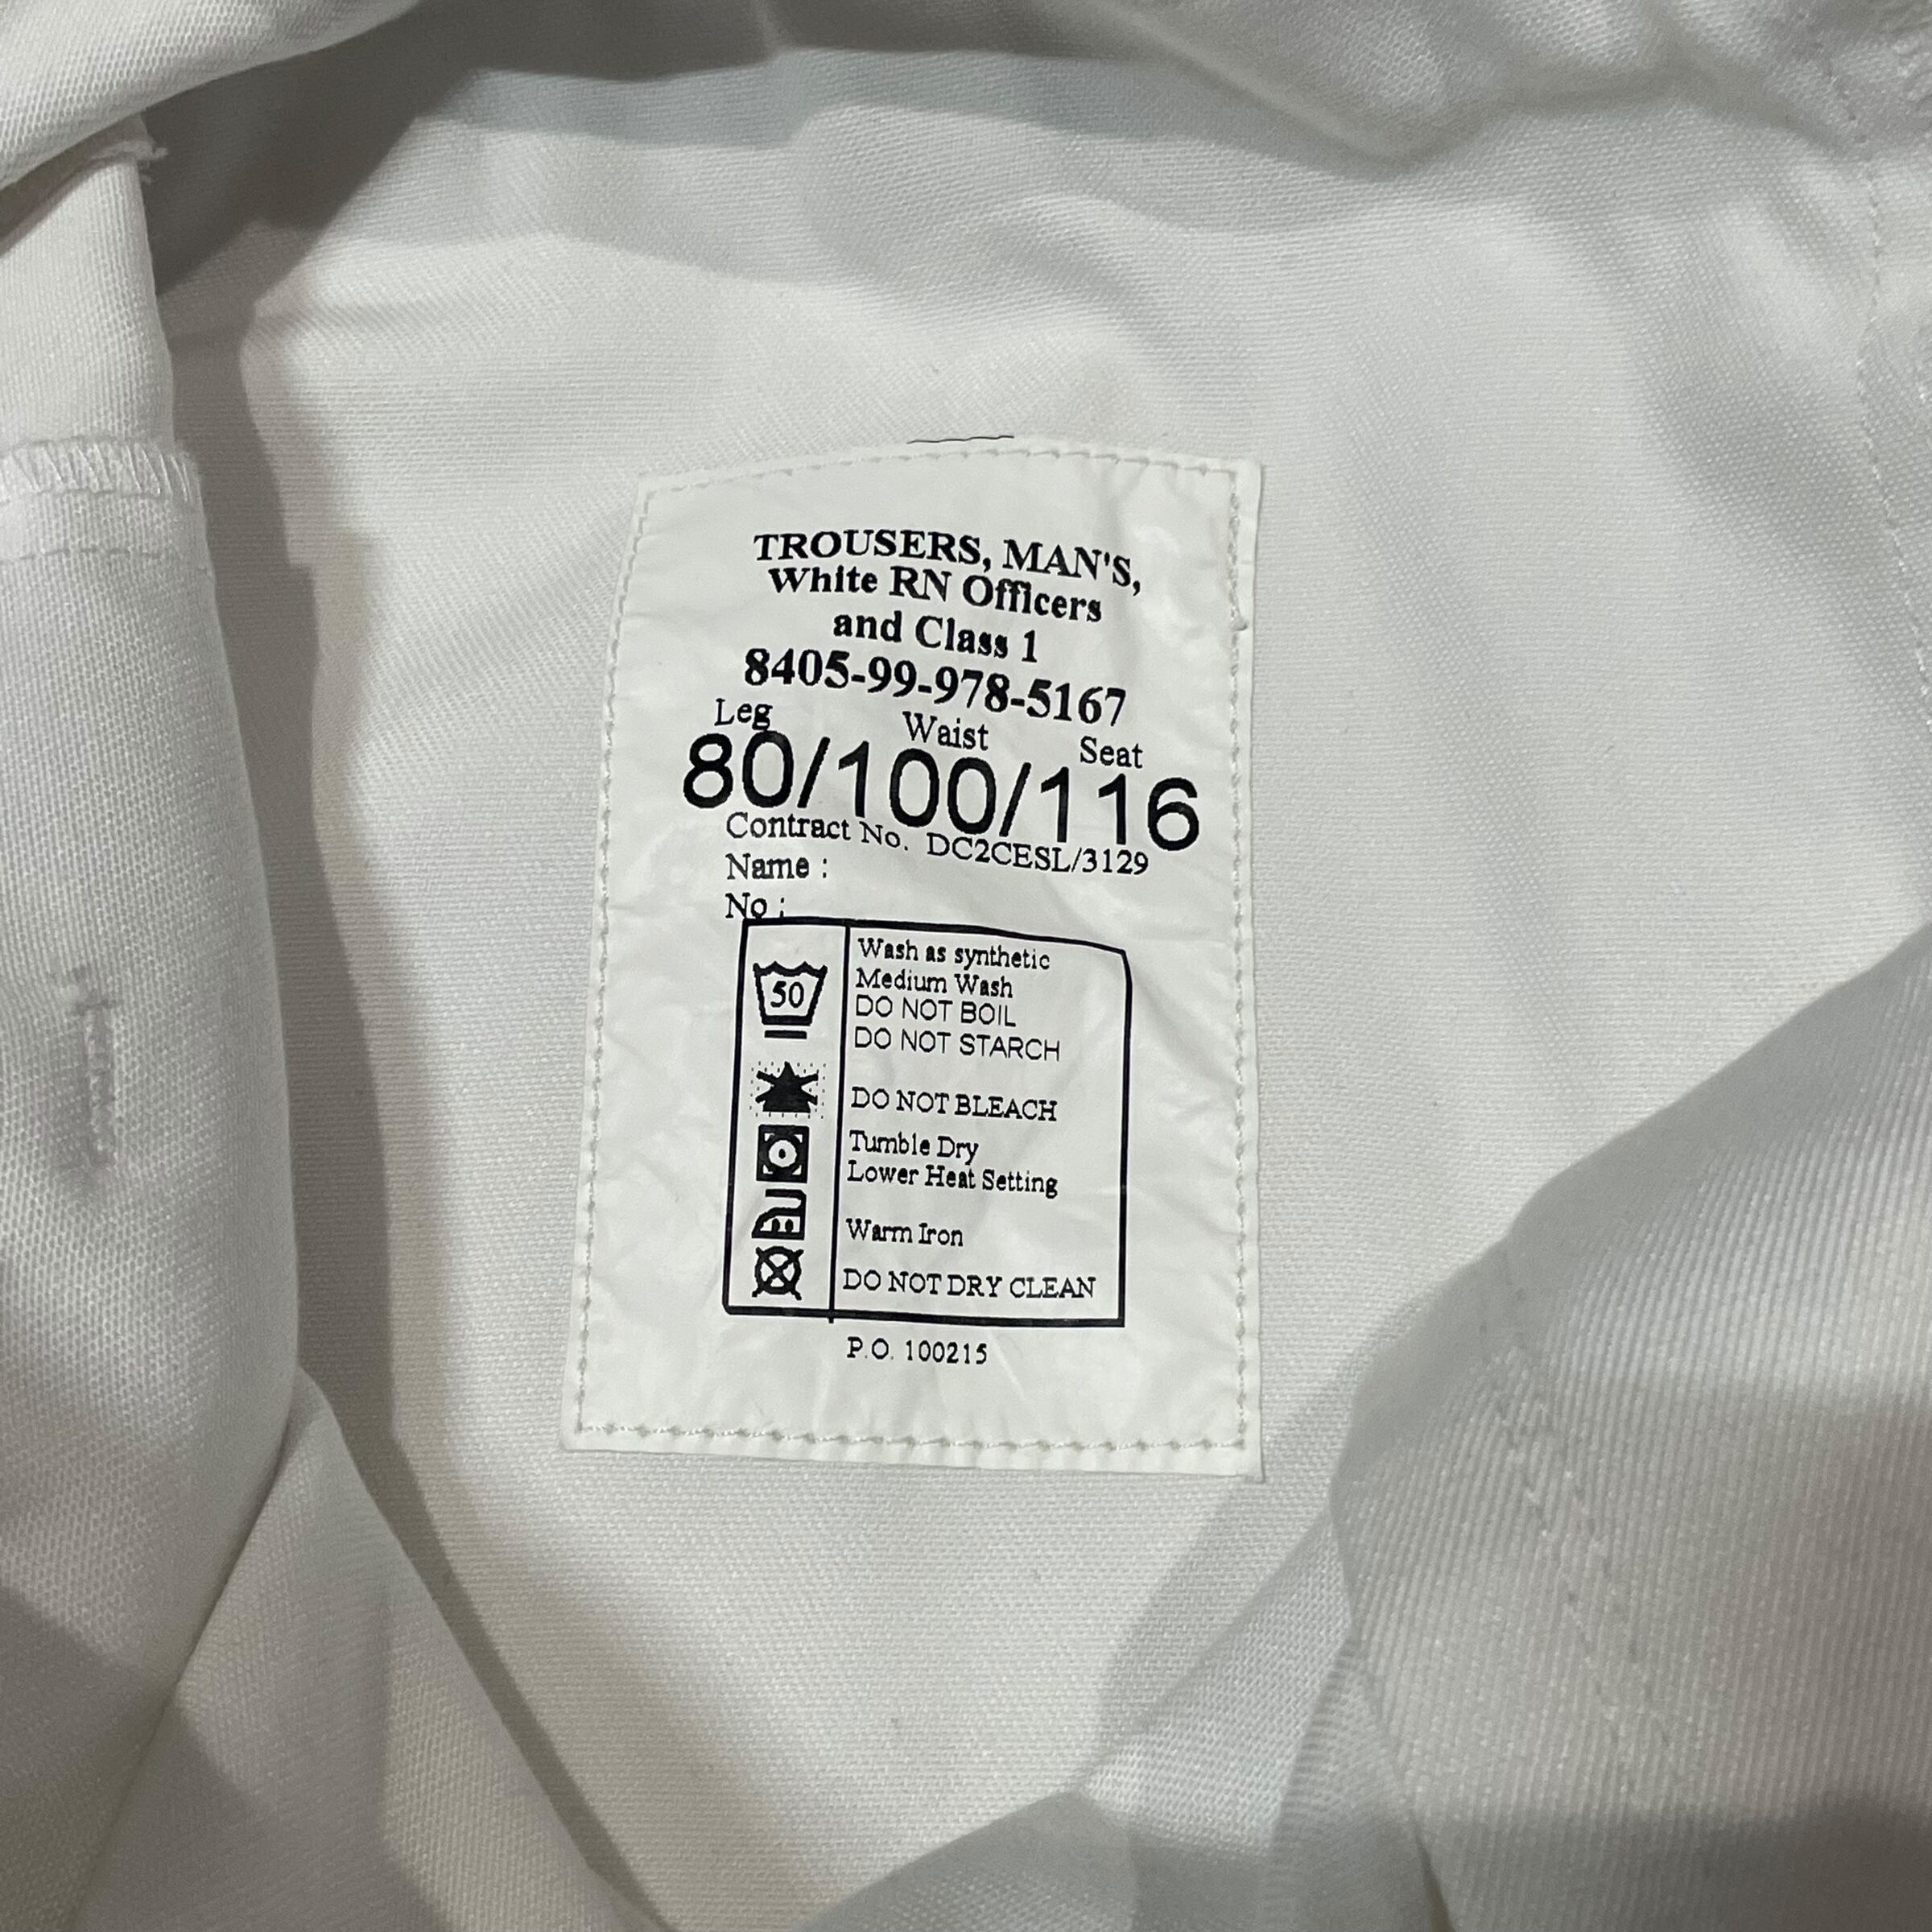 TROUSERS, MAN'S,
White RN Officers
and Class 1
8405-99-978-5167
Leg Waist Seat
80/100/116
Contract No. DC2CESL/3129
Name :
No :
50
Wash as synthetic
Medium Wash
DO NOT BOIL
DO NOT STARCH
DO NOT BLEACH
Tumble Dry
Lower Heat Setting
Warm Iron
DO NOT DRY CLEAN
P.O. 100215